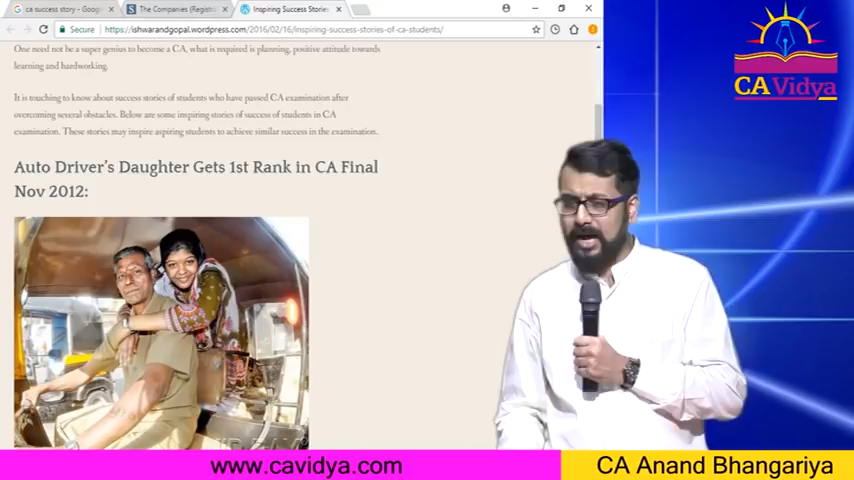 ca success story - Goog
The Companies (Registr
Inspiring Success Stories
Secure
https://ishwarandgopal.wordpress.com/2016/02/16/inspiring-success-stories-of-ca-students/
One need not be a super genius to become a CA, what is required is planning, positive attitude towards
learning and hardworking.
It is touching to know about success stories of students who have passed CA examination after
overcoming several obstacles. Below are some inspiring stories of success of students in CA
examination. These stories may inspire aspiring students to achieve similar success in the examination.
Auto Driver's Daughter Gets 1st Rank in CA Final
Nov 2012:
CA Vidya
www.cavidya.com
CA Anand Bhangariya